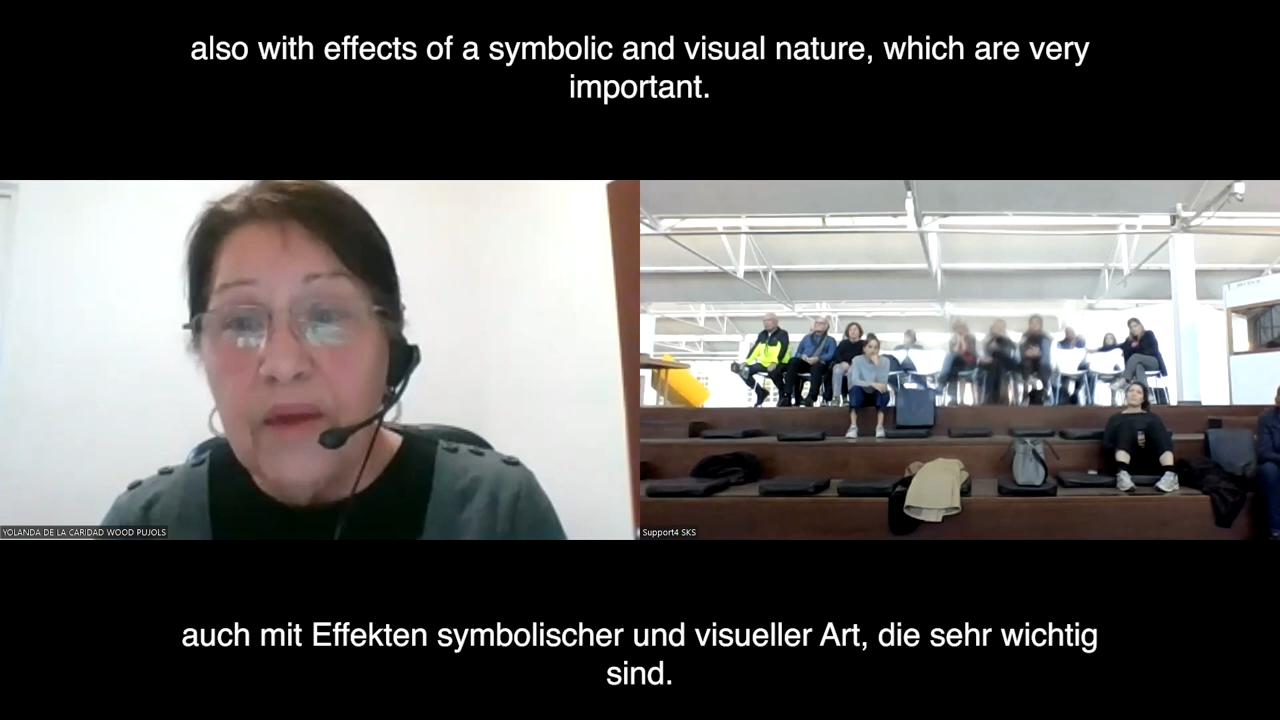 also with effects of a symbolic and visual nature, which are very
important.
YOLANDA DE LA CARIDAD WOOD PUJOLS
Support4 SKS
auch mit Effekten symbolischer und visueller Art, die sehr wichtig
sind.